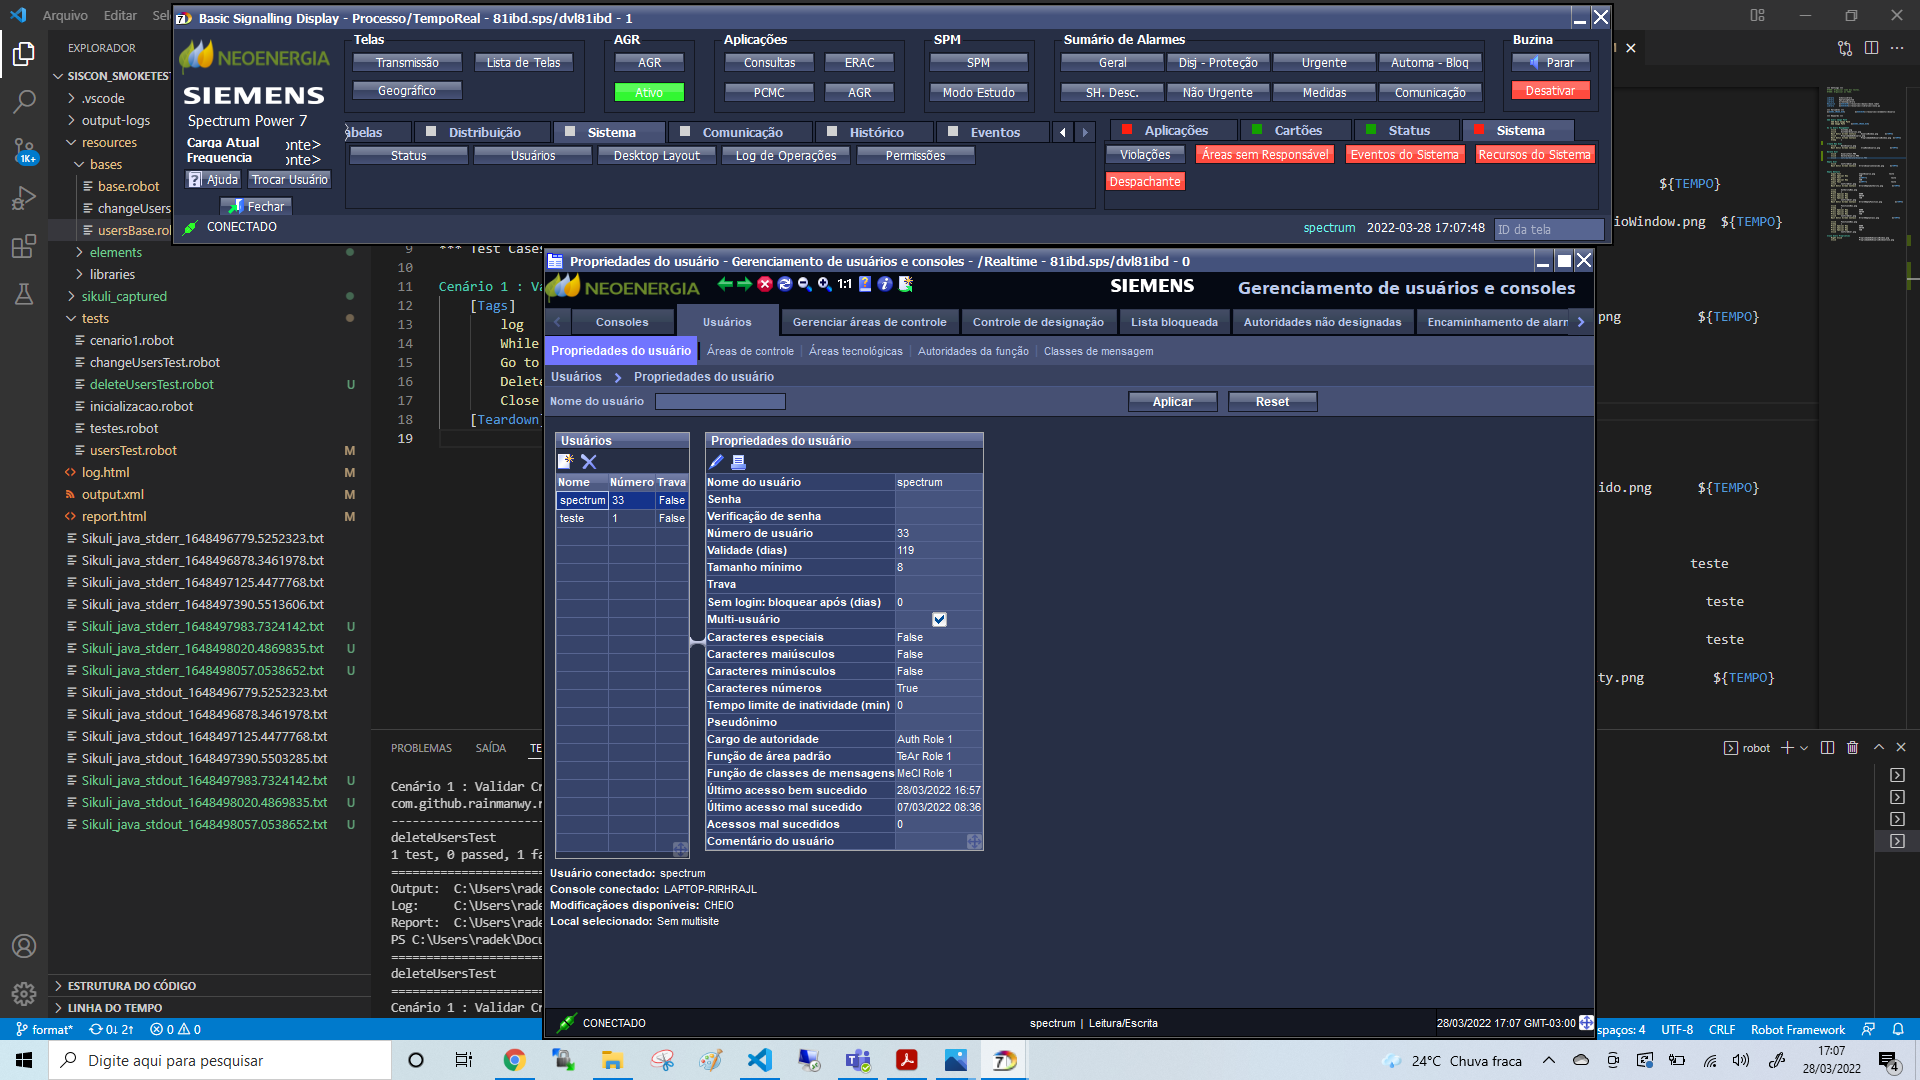 Arquivo
Editar
Sel
Basic Signalling Display - Processo/TempoReal - 81ibd.sps/dvl81ibd - 1
NEOENERGIA
SIEMENS
Spectrum Power 7
Carga Atual
onte>
Frequencia
onte>
Ajuda
Trocar Usuário
Fechar
CONECTADO
Telas
Transmissão
Lista de Telas
Geográfico
AGR
AGR
Ativo
Aplicações
Consultas
ERAC
PCMC
AGR
SPM
SPM
Modo Estudo
Sumário de Alarmes
Geral
Disj - Proteção
Urgente
Automa - Bloq
SH. Desc.
Não Urgente
Medidas
Comunicação
Buzina
Parar
Desativar
abelas
Distribuição
Sistema
Comunicação
Histórico
Eventos
Status
Usuários
Desktop Layout
Log de Operações
Permissões
Aplicações
Cartões
Status
Sistema
Violações
Áreas sem Responsável
Eventos do Sistema
Recursos do Sistema
Despachante
spectrum
2022-03-28 17:07:48
ID da tela
EXPLORADOR
SISCON_SMOKETES
.vscode
output-logs
resources
bases
base.robot
changeUsers
usersBase.rol
elements
libraries
sikuli_captured
tests
cenario1.robot
changeUsersTest.robot
deleteUsersTest.robot U
inicializacao.robot
testes.robot
usersTest.robot M
log.html M
output.xml M
report.html M
Sikuli_java_stderr_1648496779.5252323.txt
Sikuli_java_stderr_1648496878.3461978.txt
Sikuli_java_stderr_1648497125.4477768.txt
Sikuli_java_stderr_1648497390.5513606.txt
Sikuli_java_stderr_1648497983.7324142.txt U
Sikuli_java_stderr_1648498020.4869835.txt U
Sikuli_java_stderr_1648498057.0538652.txt U
Sikuli_java_stdout_1648496779.5252323.txt
Sikuli_java_stdout_1648496878.3461978.txt
Sikuli_java_stdout_1648497125.4477768.txt
Sikuli_java_stdout_1648497390.5503285.txt
Sikuli_java_stdout_1648497983.7324142.txt U
Sikuli_java_stdout_1648498020.4869835.txt U
Sikuli_java_stdout_1648498057.0538652.txt U
ESTRUTURA DO CÓDIGO
LINHA DO TEMPO
1K+
9 *** Test Cases
10
11 Cenário 1 : Va
12 [Tags]
13 log
14 While
15 Go to
16 Delete
17 Close
18 [Teardown
19
${TEMPO}
ioWindow.png ${TEMPO}
png ${TEMPO}
ido.png ${TEMPO}
teste
teste
teste
ty.png ${TEMPO}
PROBLEMAS
SAÍDA
TE
robot
Cenário 1 : Validar Cr
com.github.rainmanwy.r
deleteUsersTest
1 test, 0 passed, 1 fa
Output: C:\Users\radek
Log: C:\Users\rade
Report: C:\Users\rade
PS C:\Users\radek\Docu
deleteUsersTest
Cenário 1 : Validar Cr
Propriedades do usuário - Gerenciamento de usuários e consoles - /Realtime - 81ibd.sps/dvl81ibd - 0
NEOENERGIA
1:1
SIEMENS
Gerenciamento de usuários e consoles
Consoles
Usuários
Gerenciar áreas de controle
Controle de designação
Lista bloqueada
Autoridades não designadas
Encaminhamento de alarn
Propriedades do usuário
Áreas de controle
Áreas tecnológicas
Autoridades da função
Classes de mensagem
Usuários > Propriedades do usuário
Nome do usuário
Aplicar
Reset
Usuários
Nome Número Trava
spectrum 33 False
teste 1 False
Propriedades do usuário
Nome do usuário spectrum
Senha
Verificação de senha
Número de usuário 33
Validade (dias) 119
Tamanho mínimo 8
Trava
Sem login: bloquear após (dias) 0
Multi-usuário
Caracteres especiais False
Caracteres maiúsculos False
Caracteres minúsculos False
Caracteres números True
Tempo limite de inatividade (min) 0
Pseudônimo
Cargo de autoridade Auth Role 1
Função de área padrão TeAr Role 1
Função de classes de mensagens MeCl Role 1
Último acesso bem sucedido 28/03/2022 16:57
Último acesso mal sucedido 07/03/2022 08:36
Acessos mal sucedidos 0
Comentário do usuário
Usuário conectado: spectrum
Console conectado: LAPTOP-RIRHRAJL
Modificaçãoes disponíveis: CHEIO
Local selecionado: Sem multisite
CONECTADO
spectrum | Leitura/Escrita
28/03/2022 17:07 GMT-03:00
format*
0↓ 2↑
0
0
spaços: 4
UTF-8
CRLF
Robot Framework
Digite aqui para pesquisar
24°C Chuva fraca
17:07
28/03/2022
4